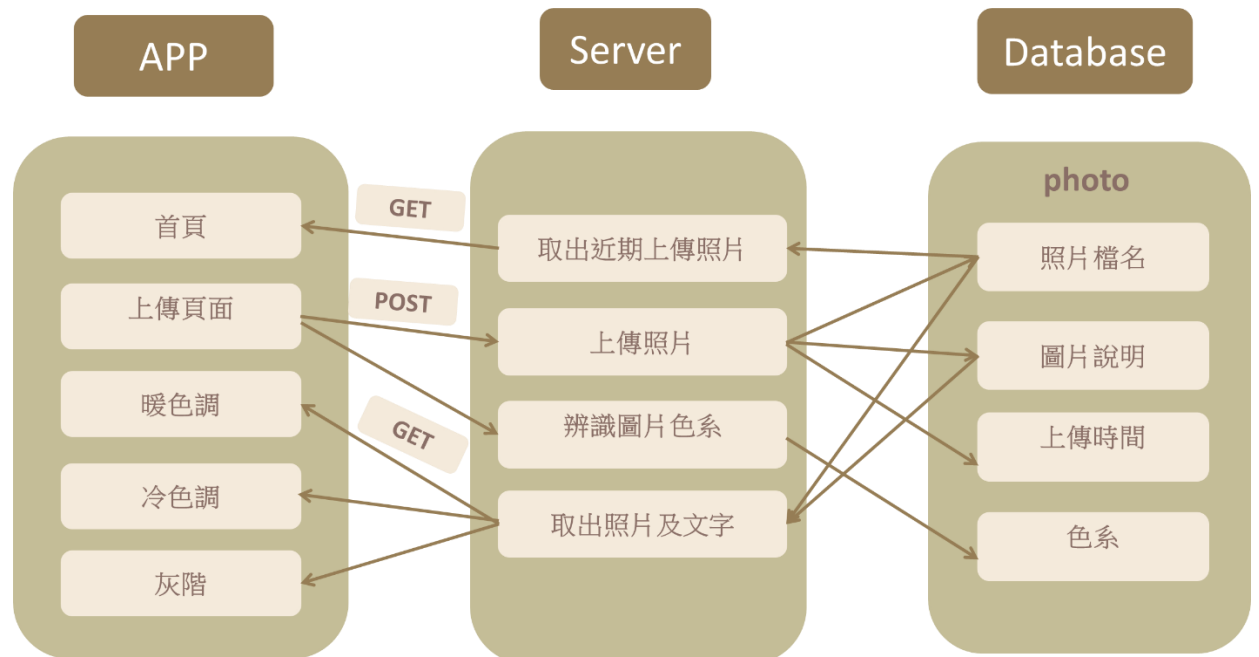 APP
Server
Database
首頁
上傳頁面
暖色調
冷色調
灰階
GET
POST
GET
取出近期上傳照片
上傳照片
辨識圖片色系
取出照片及文字
photo
照片檔名
圖片說明
上傳時間
色系